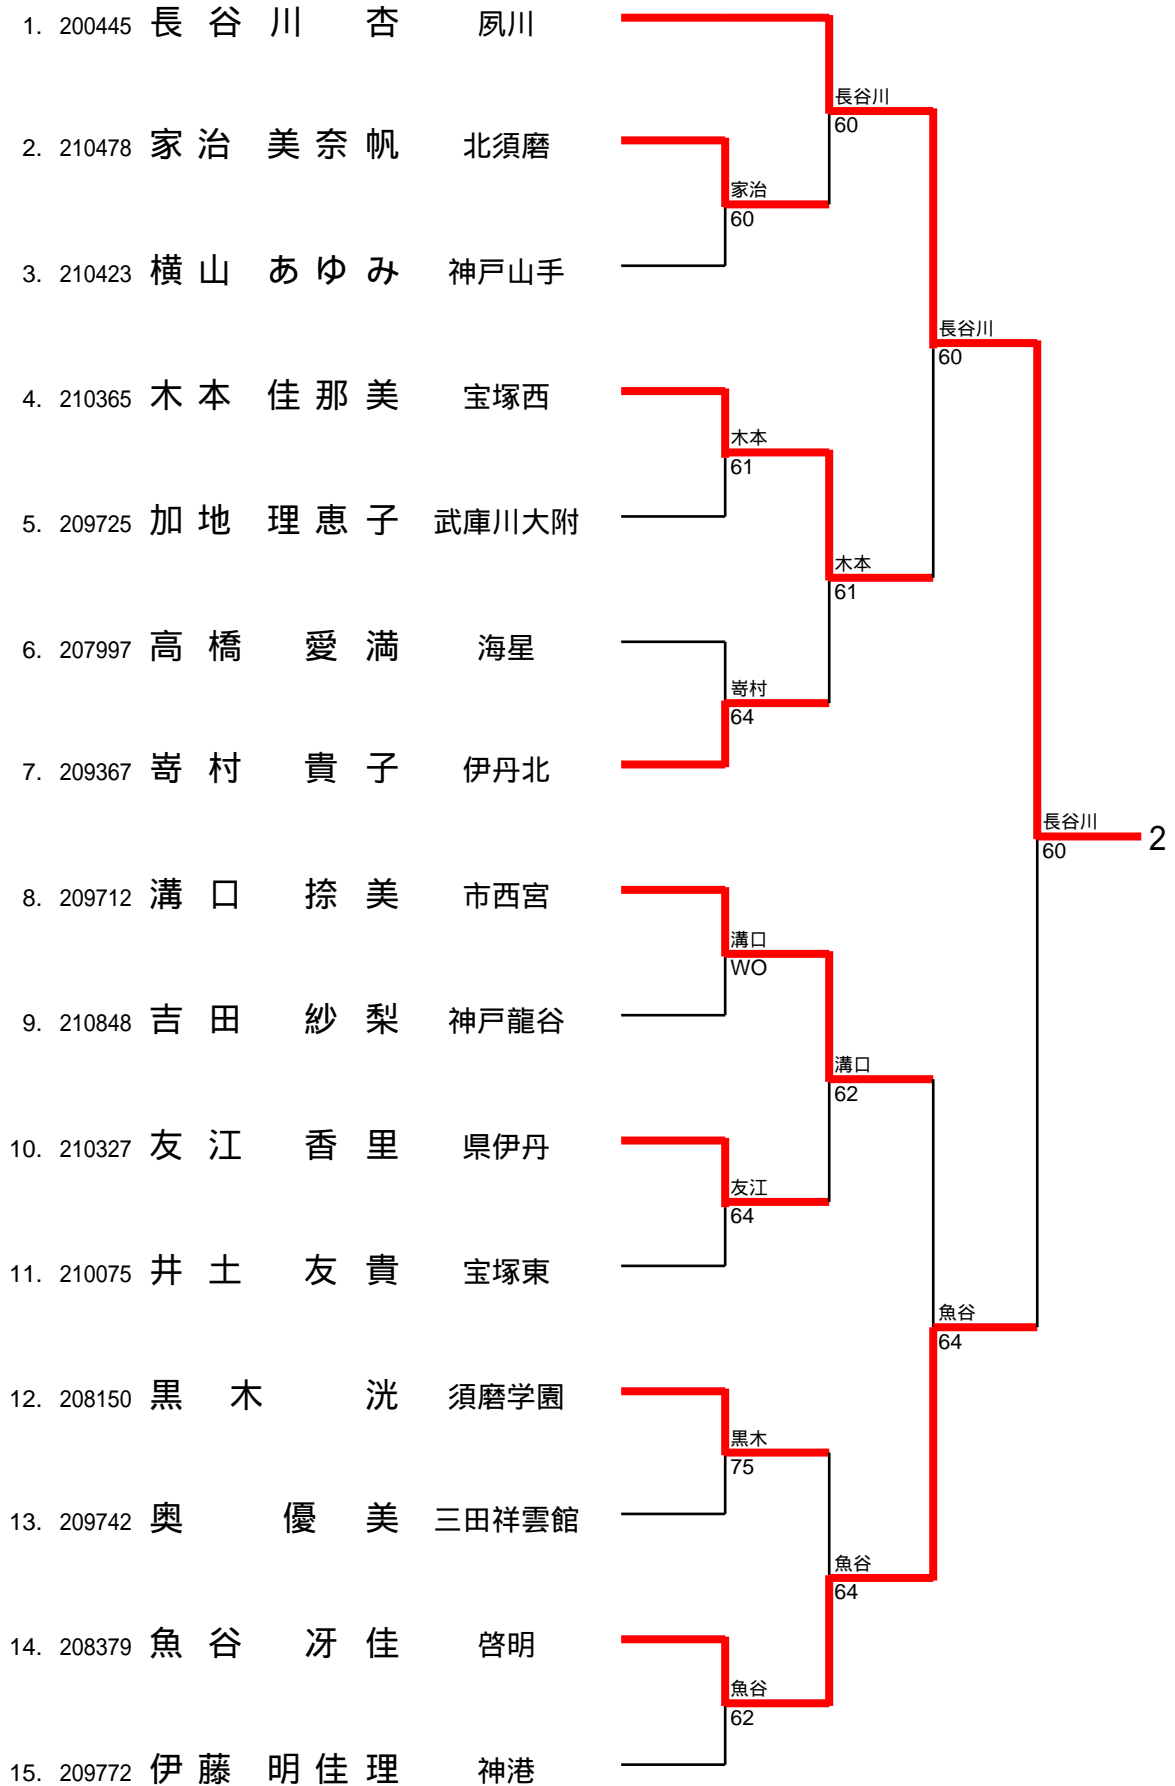 1. 200445 長谷川 杏 夙川
長谷川
60
2. 210478 家治 美奈帆 北須磨
家治
60
3. 210423 横山 あゆみ 神戸山手
長谷川
60
4. 210365 木本 佳那美 宝塚西
木本
61
5. 209725 加地 理恵子 武庫川大附
木本
61
6. 207997 高橋 愛満 海星
嵜村
64
7. 209367 嵜村 貴子 伊丹北
長谷川
60
2
8. 209712 溝口 捺美 市西宮
溝口
WO
9. 210848 吉田 紗梨 神戸龍谷
溝口
62
10. 210327 友江 香里 県伊丹
友江
64
11. 210075 井土 友貴 宝塚東
魚谷
64
12. 208150 黒木 洸 須磨学園
黒木
75
13. 209742 奥 優美 三田祥雲館
魚谷
64
14. 208379 魚谷 冴佳 啓明
魚谷
62
15. 209772 伊藤 明佳理 神港